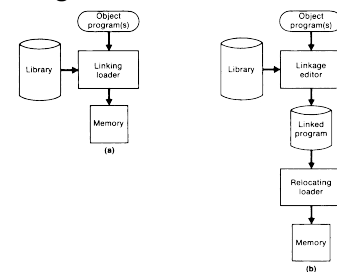 Object
program(s)
Library
Linking
loader
Memory
(a)
Object
program(s)
Library
Linkage
editor
Linked
program
Relocating
loader
Memory
(b)